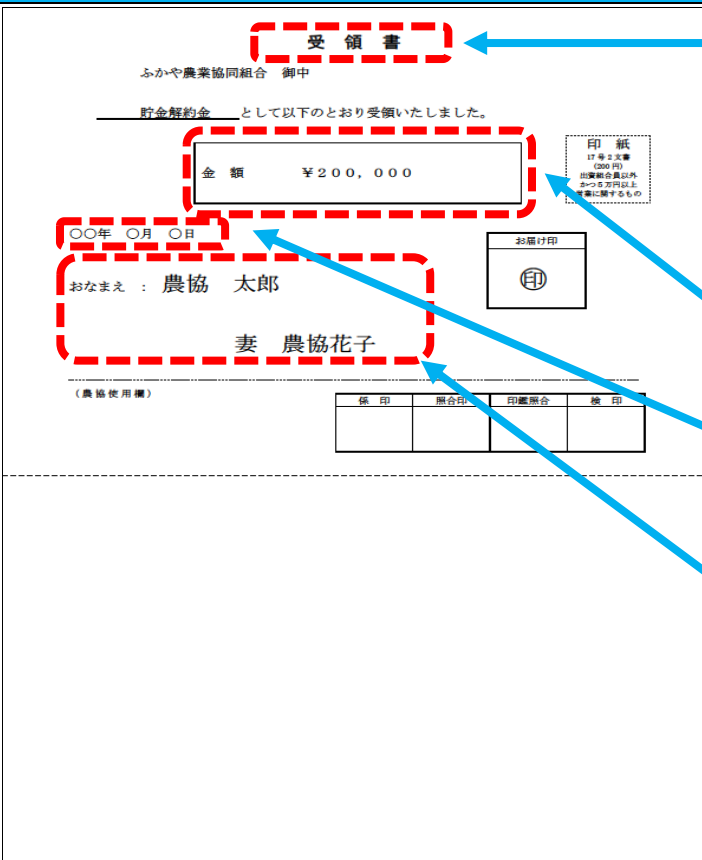 受 領 書
ふかや農業協同組合 御中
貯金解約金 として以下のとおり受領いたしました。
金 額 ¥200,000
印 紙
17号2文書
(200円)
出資組合員以外
かつ5万円以上
営業に関するもの
〇〇年 〇月 〇日
お届け印
印
おなまえ : 農協 太郎
妻 農協花子
(農協使用欄)
係 印 照合印 印鑑照合 検 印